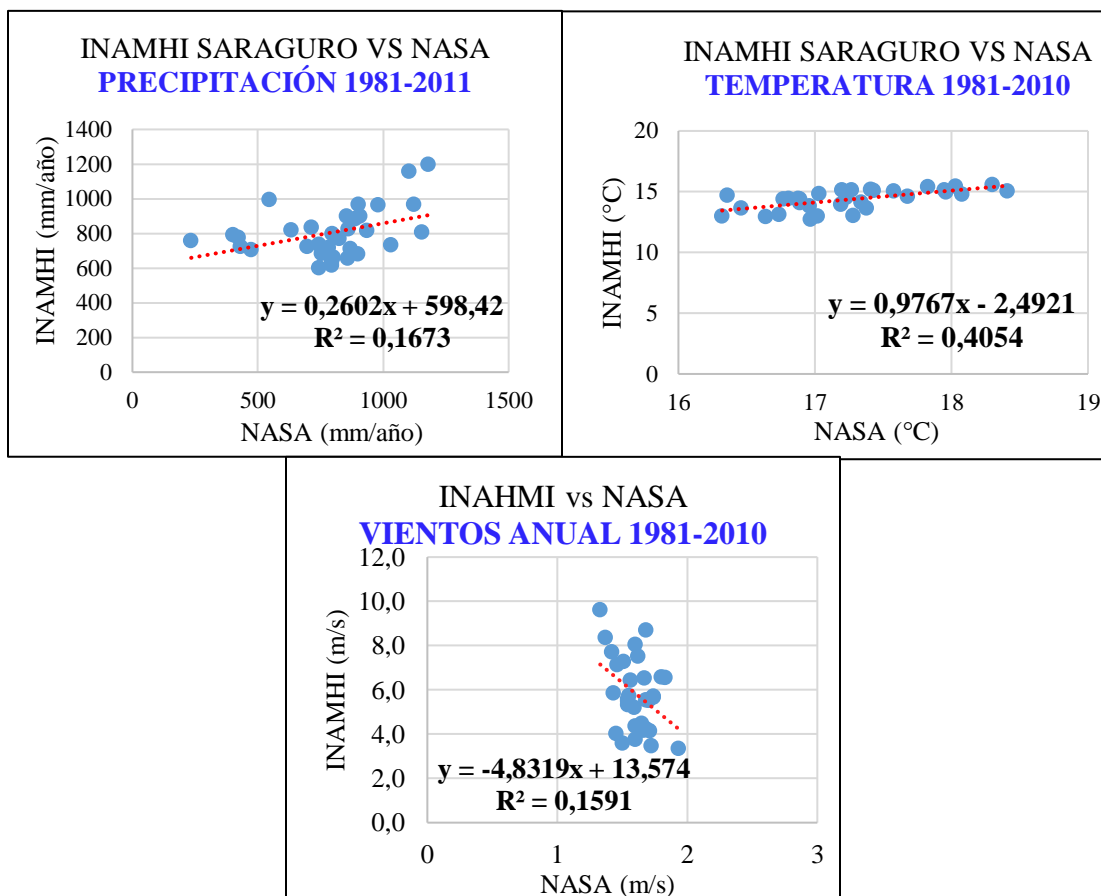 INAMHI SARAGURO VS NASA
PRECIPITACIÓN 1981-2011
INAMHI (mm/año)
1400
1200
1000
800
600
400
200
0
y = 0,2602x + 598,42
R² = 0,1673
0 500 1000 1500
NASA (mm/año)
INAMHI SARAGURO VS NASA
TEMPERATURA 1981-2010
INAMHI (°C)
20
15
10
5
0
y = 0,9767x - 2,4921
R² = 0,4054
16 17 18 19
NASA (°C)
INAHMI vs NASA
VIENTOS ANUAL 1981-2010
INAMHI (m/s)
12,0
10,0
8,0
6,0
4,0
2,0
0,0
y = -4,8319x + 13,574
R² = 0,1591
0 1 2 3
NASA (m/s)